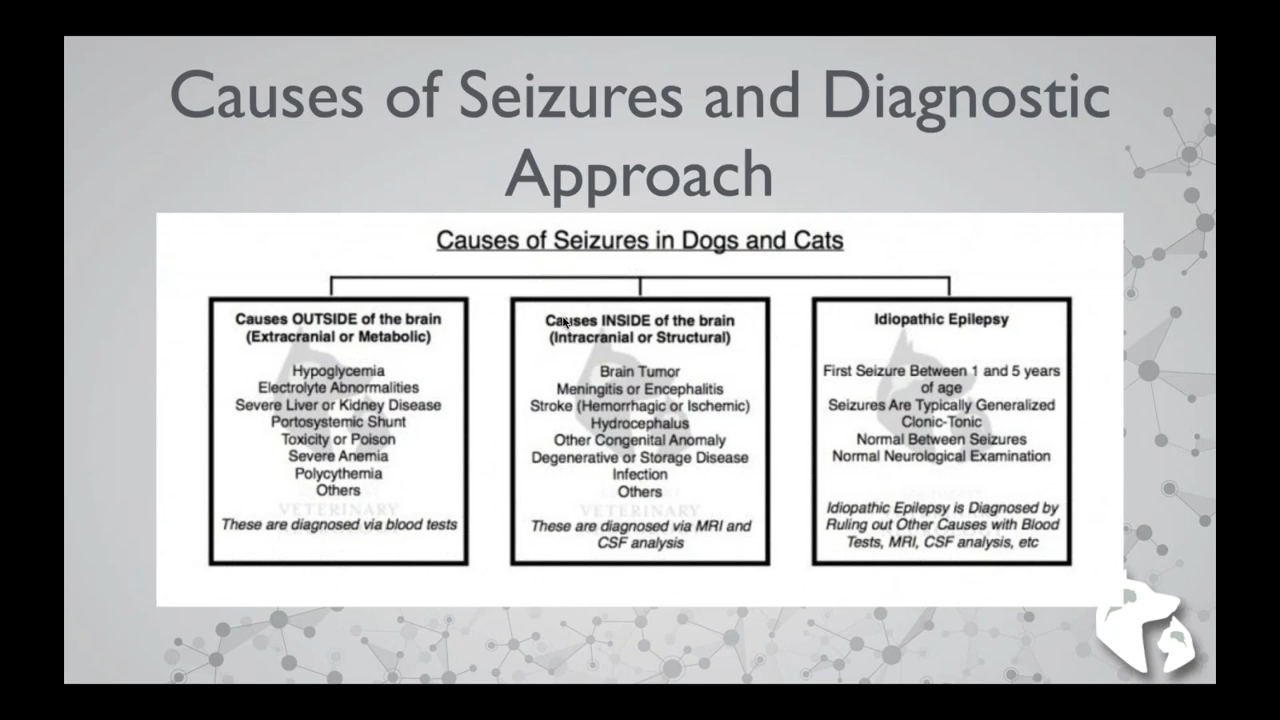 Causes of Seizures and Diagnostic
Approach
Causes of Seizures in Dogs and Cats
Causes OUTSIDE of the brain
(Extracranial or Metabolic)
Hypoglycemia
Electrolyte Abnormalities
Severe Liver or Kidney Disease
Portosystemic Shunt
Toxicity or Poison
Severe Anemia
Polycythemia
Others
VETERINARY
These are diagnosed via blood tests
Causes INSIDE of the brain
(Intracranial or Structural)
Brain Tumor
Meningitis or Encephalitis
Stroke (Hemorrhagic or Ischemic)
Hydrocephalus
Other Congenital Anomaly
Degenerative or Storage Disease
Infection
Others
VETERINARY
These are diagnosed via MRI and
CSF analysis
Idiopathic Epilepsy
First Seizure Between 1 and 5 years
of age
Seizures Are Typically Generalized
Clonic-Tonic
Normal Between Seizures
Normal Neurological Examination
Idiopathic Epilepsy is Diagnosed by
Ruling out Other Causes with Blood
Tests, MRI, CSF analysis, etc